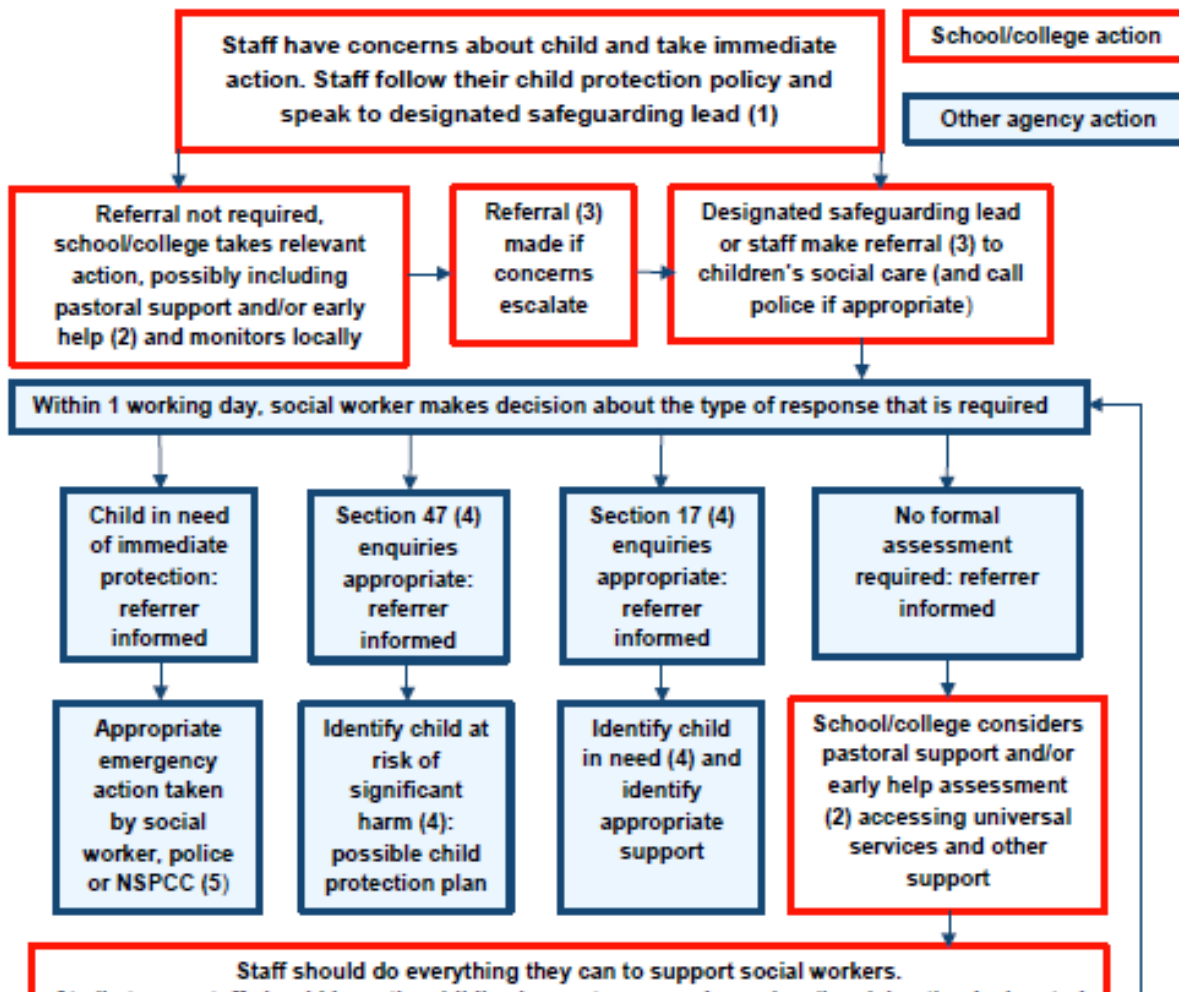 Staff have concerns about child and take immediate
action. Staff follow their child protection policy and
speak to designated safeguarding lead (1)
School/college action
Other agency action
Referral not required,
school/college takes relevant
action, possibly including
pastoral support and/or early
help (2) and monitors locally
Referral (3)
made if
concerns
escalate
Designated safeguarding lead
or staff make referral (3) to
children's social care (and call
police if appropriate)
Within 1 working day, social worker makes decision about the type of response that is required
Child in need
of immediate
protection:
referrer
informed
Section 47 (4)
enquiries
appropriate:
referrer
informed
Section 17 (4)
enquiries
appropriate:
referrer
informed
No formal
assessment
required: referrer
informed
Appropriate
emergency
action taken
by social
worker, police
or NSPCC (5)
Identify child at
risk of
significant
harm (4):
possible child
protection plan
Identify child
in need (4) and
identify
appropriate
support
School/college considers
pastoral support and/or
early help assessment
(2) accessing universal
services and other
support
Staff should do everything they can to support social workers.